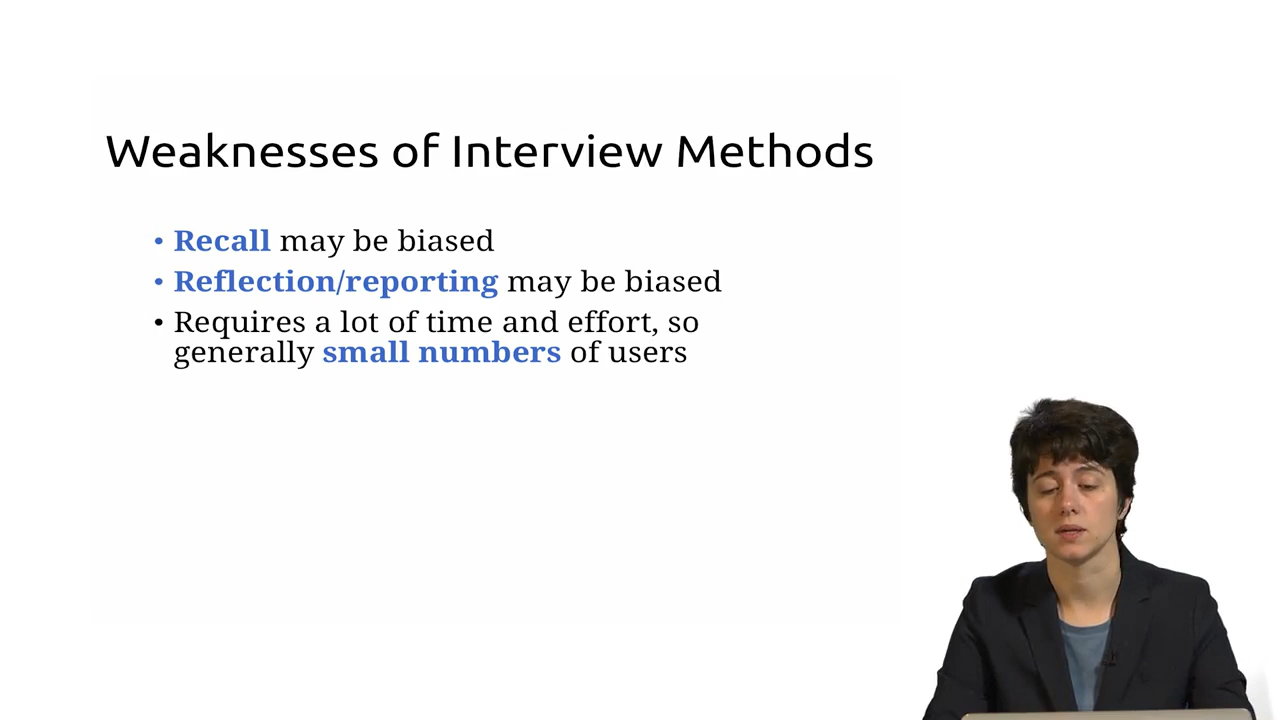 Weaknesses of Interview Methods
• Recall may be biased
• Reflection/reporting may be biased
• Requires a lot of time and effort, so
generally small numbers of users